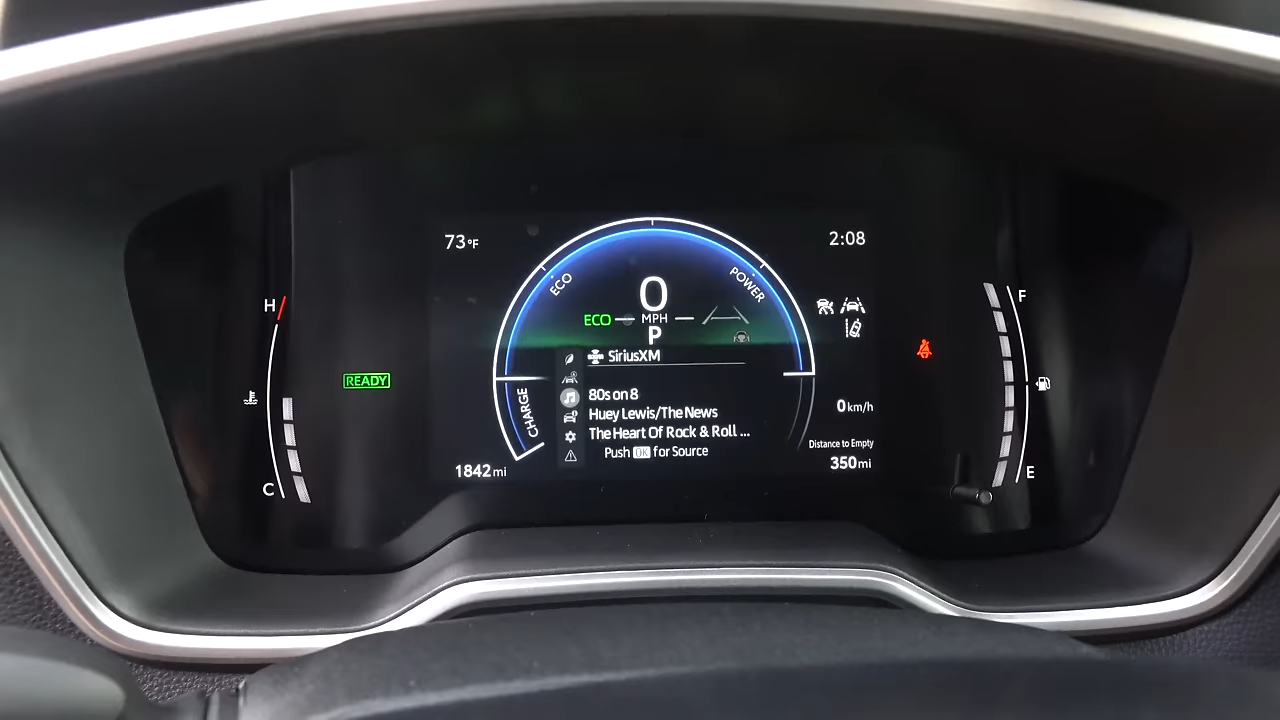 73°F
2:08
ECO
POWER
0
ECO
MPH
P
H
F
READY
SiriusXM
80s on 8
Huey Lewis/The News
The Heart Of Rock & Roll ...
Push OK for Source
CHARGE
0 km/h
Distance to Empty
350 mi
1842 mi
C
E